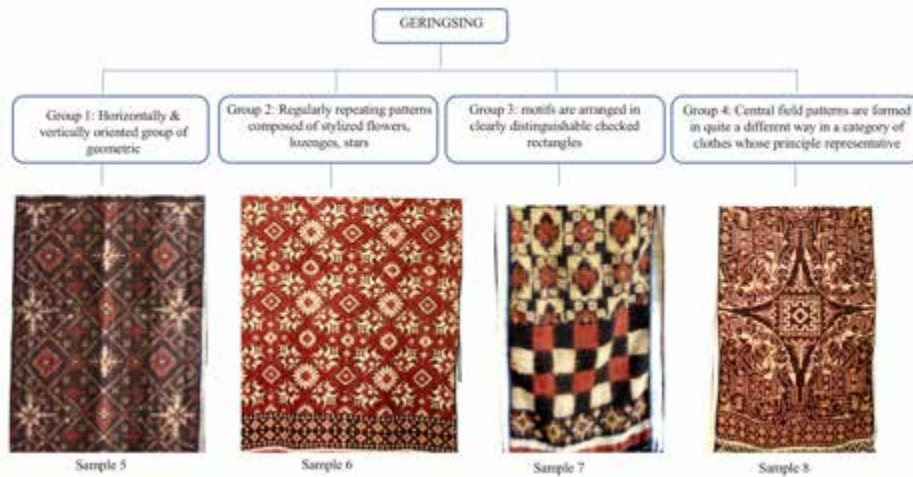 GERINGSING
Group 1: Horizontally &
vertically oriented group of
geometric
Group 2: Regularly repeating patterns
composed of stylized flowers,
luzenges, stars
Group 3: motifs are arranged in
clearly distinguishable checked
rectangles
Group 4: Central field patterns are formed
in quite a different way in a category of
clothes whose principle representative
Sample 5
Sample 6
Sample 7
Sample 8